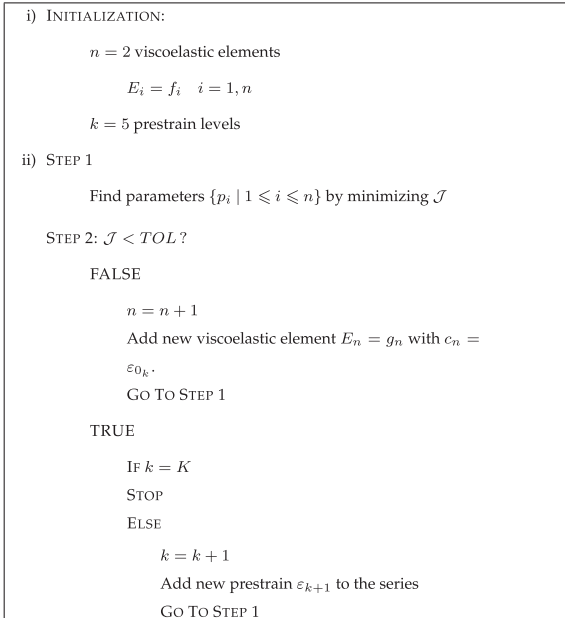 i) INITIALIZATION:
n = 2 viscoelastic elements
E_i = f_i   i = 1, n
k = 5 prestrain levels
ii) STEP 1
Find parameters {p_i | 1 ⩽ i ⩽ n} by minimizing 𝒥
STEP 2: 𝒥 < TOL ?
FALSE
n = n + 1
Add new viscoelastic element E_n = g_n with c_n =
ε_{0_k}.
GO TO STEP 1
TRUE
IF k = K
STOP
ELSE
k = k + 1
Add new prestrain ε_{k+1} to the series
GO TO STEP 1